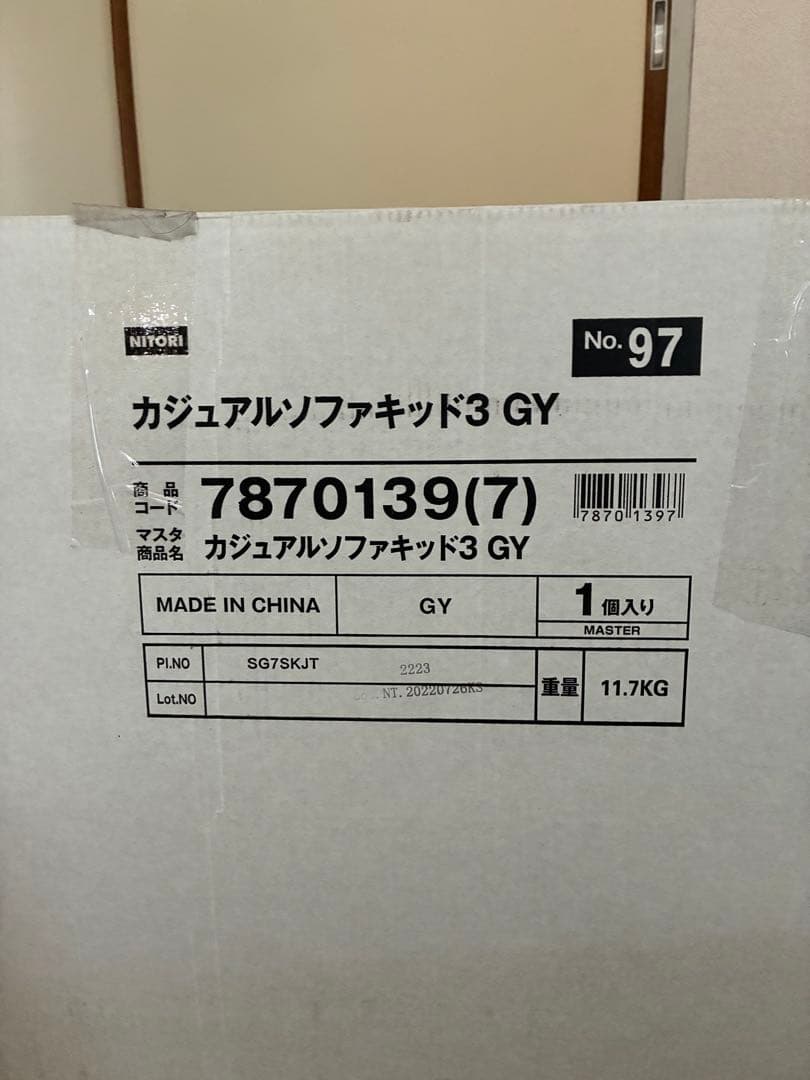 NITORI
No. 97
カジュアルソファキッド3 GY
商品コード 7870139(7)
7870 1397
マスタ商品名 カジュアルソファキッド3 GY
MADE IN CHINA GY 1個入り
MASTER
PI.NO SG7SKJT 2223
Lot.NO NT. 20220726KS
重量 11.7KG